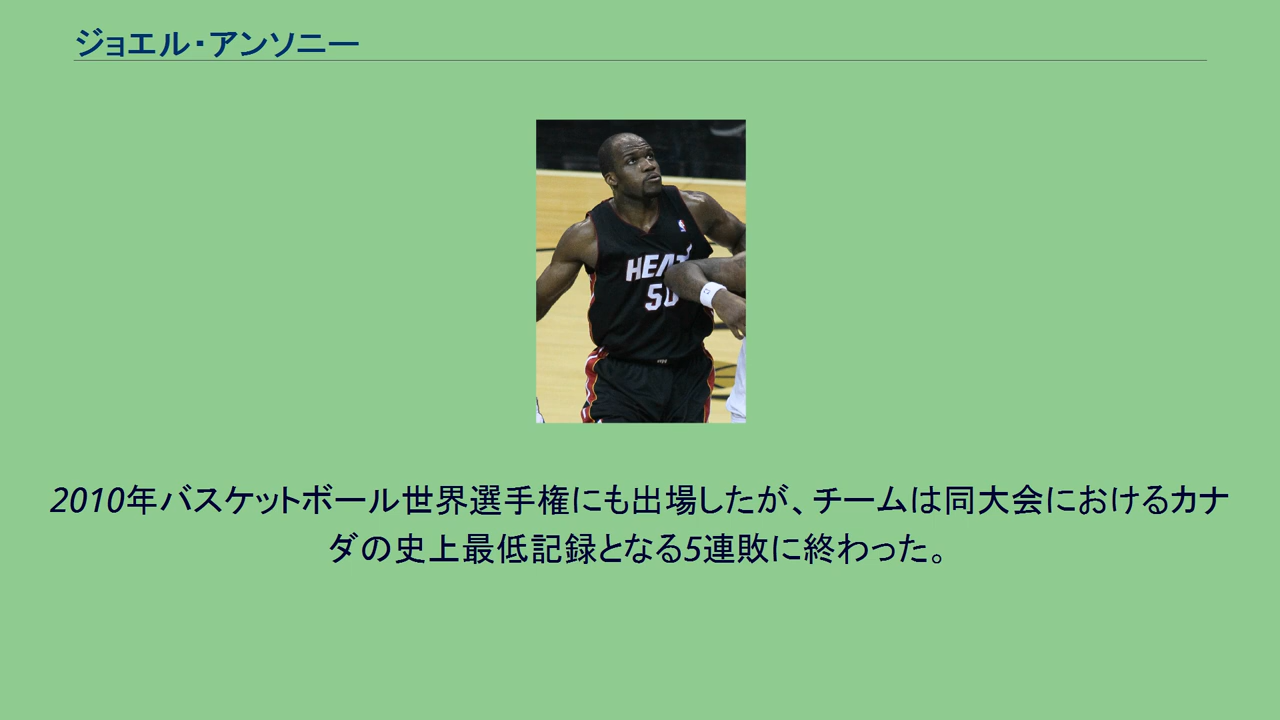 ジョエル・アンソニー
HEAT
50
2010年バスケットボール世界選手権にも出場したが、チームは同大会におけるカナ
ダの史上最低記録となる5連敗に終わった。